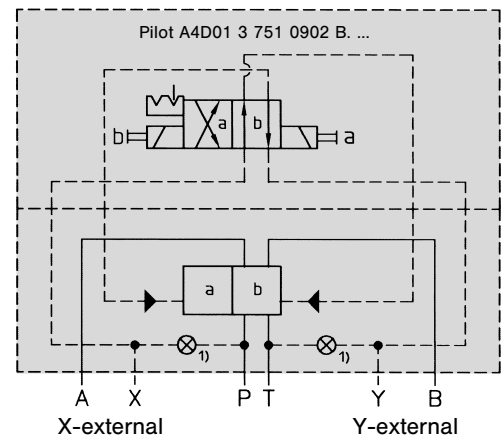 Pilot A4D01 3 751 0902 B. ...
a b
b a
a b
1) 1)
A X P T Y B
X-external Y-external